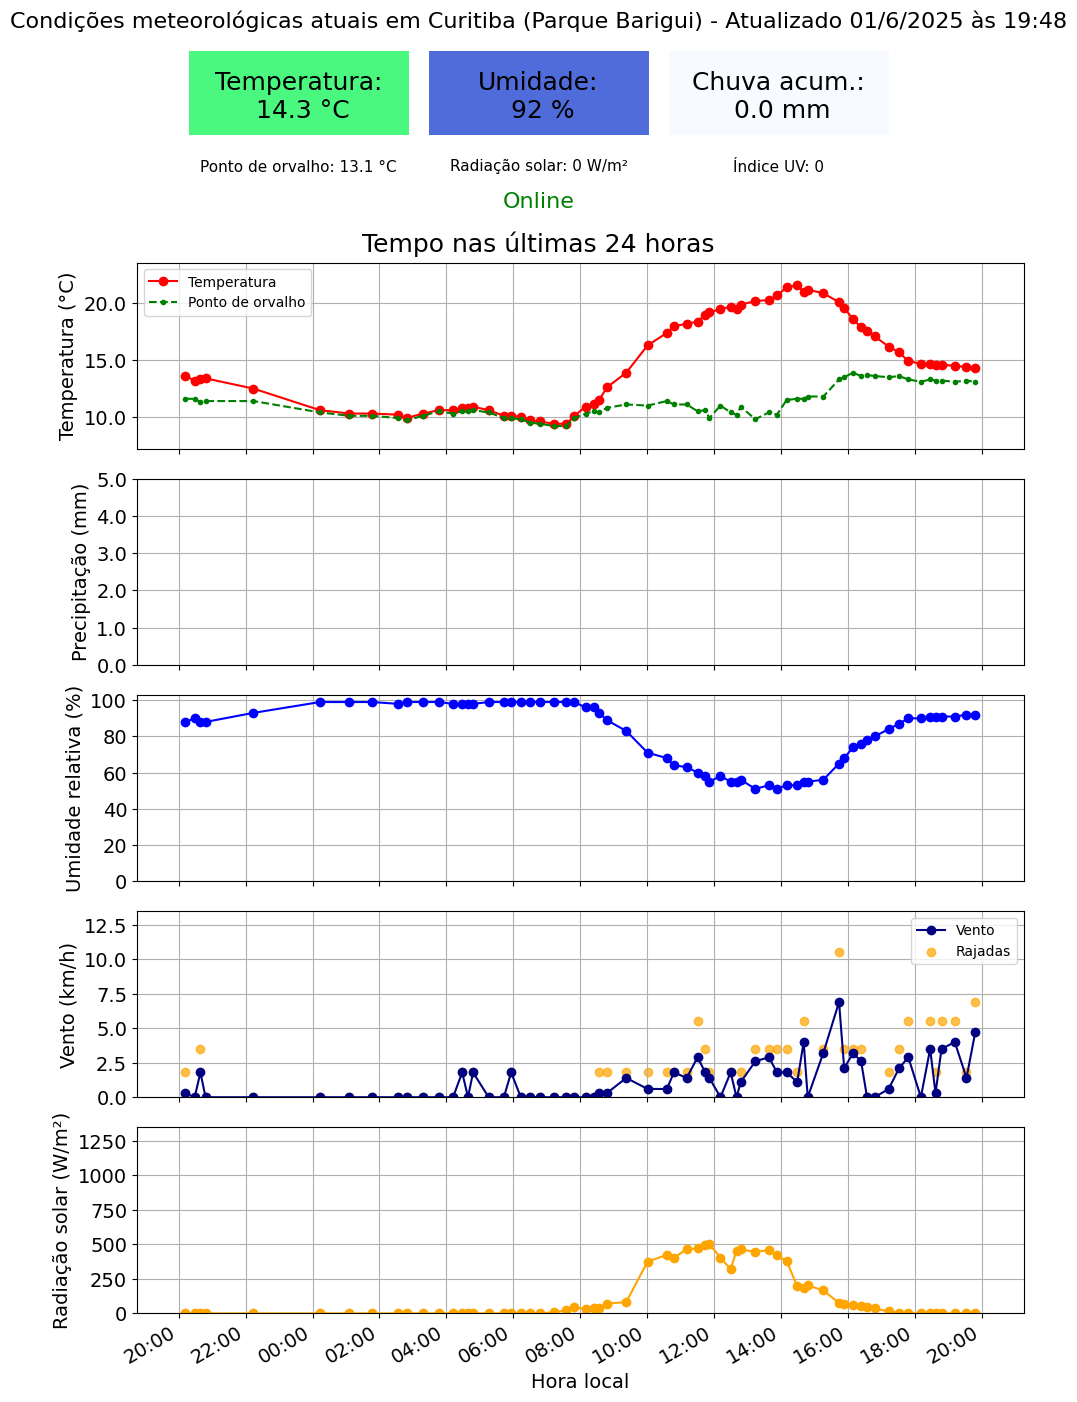 Condições meteorológicas atuais em Curitiba (Parque Barigui) - Atualizado 01/6/2025 às 19:48
Temperatura:
14.3 °C
Umidade:
92 %
Chuva acum.:
0.0 mm
Ponto de orvalho: 13.1 °C
Radiação solar: 0 W/m²
Índice UV: 0
Online
Tempo nas últimas 24 horas
Temperatura (°C)
20.0
15.0
10.0
Temperatura
Ponto de orvalho
Precipitação (mm)
5.0
4.0
3.0
2.0
1.0
0.0
Umidade relativa (%)
100
80
60
40
20
0
Vento (km/h)
12.5
10.0
7.5
5.0
2.5
0.0
Vento
Rajadas
Radiação solar (W/m²)
1250
1000
750
500
250
0
20:00
22:00
00:00
02:00
04:00
06:00
08:00
10:00
12:00
14:00
16:00
18:00
20:00
Hora local